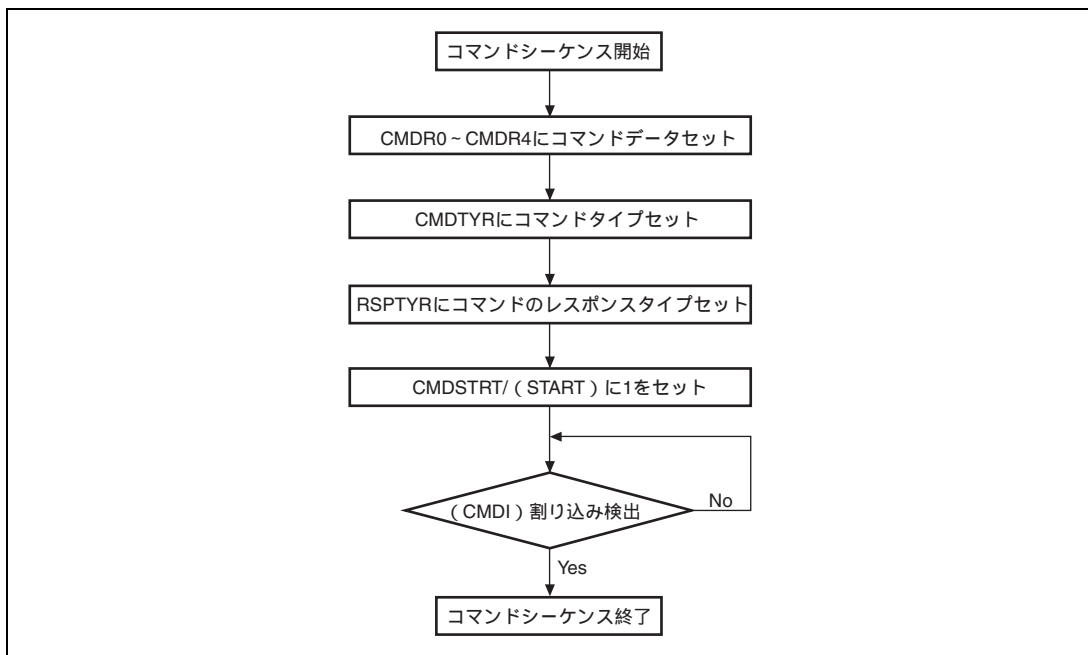 コマンドシーケンス開始
CMDR0~CMDR4にコマンドデータセット
CMDTYRにコマンドタイプセット
RSPTYRにコマンドのレスポンスタイプセット
CMDSTRT/（START）に1をセット
（CMDI）割り込み検出
No
Yes
コマンドシーケンス終了